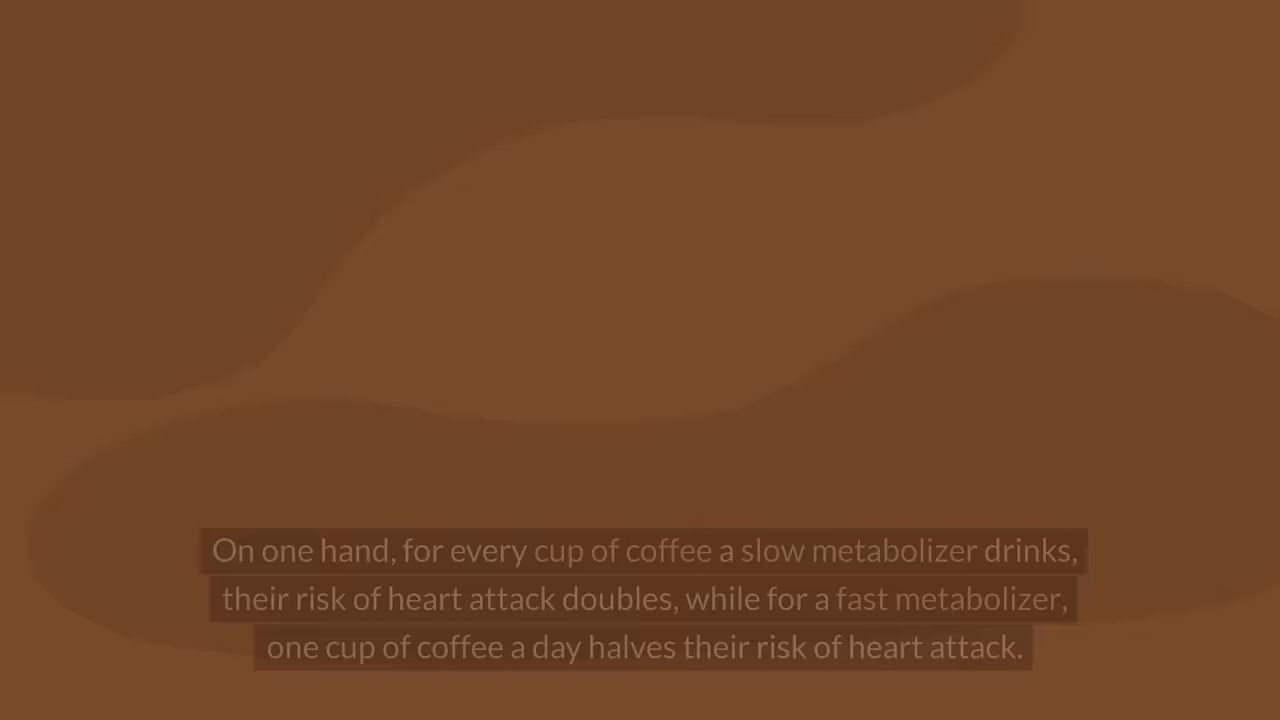 On one hand, for every cup of coffee a slow metabolizer drinks,
their risk of heart attack doubles, while for a fast metabolizer,
one cup of coffee a day halves their risk of heart attack.